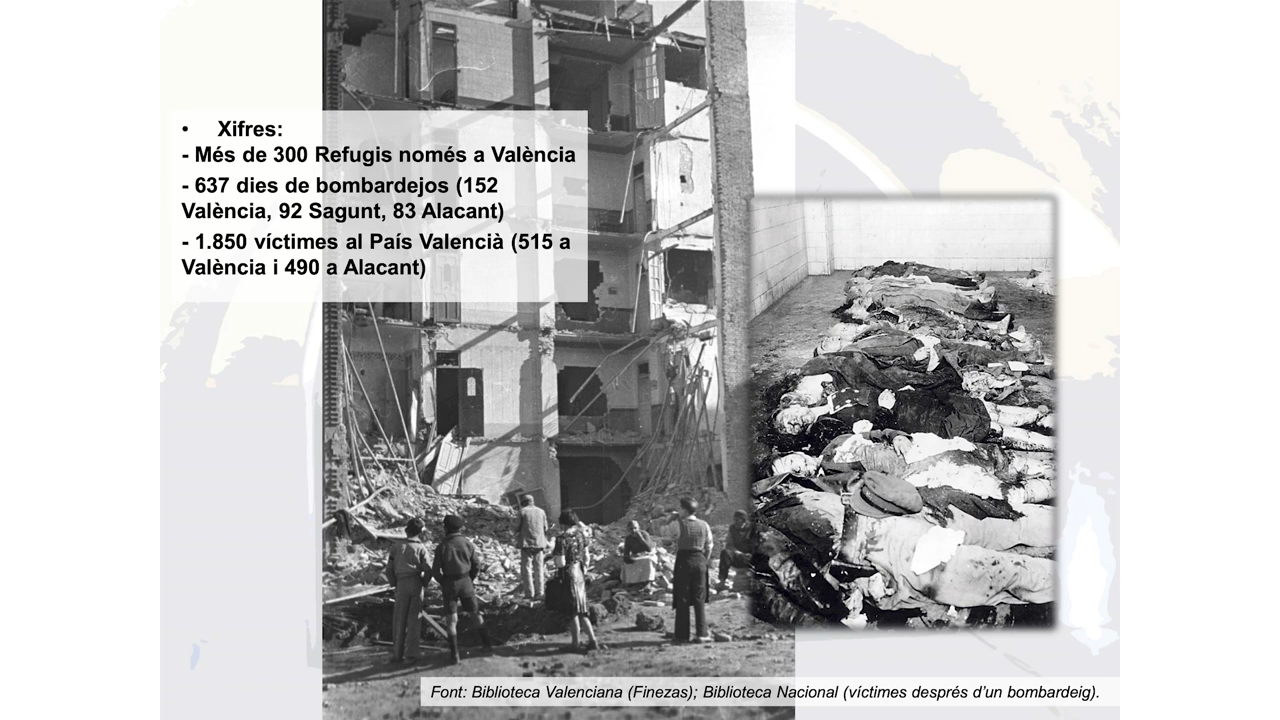 • Xifres:
- Més de 300 Refugis només a València
- 637 dies de bombardejos (152
València, 92 Sagunt, 83 Alacant)
- 1.850 víctimes al País Valencià (515 a
València i 490 a Alacant)
Font: Biblioteca Valenciana (Finezas); Biblioteca Nacional (víctimes després d’un bombardeig).